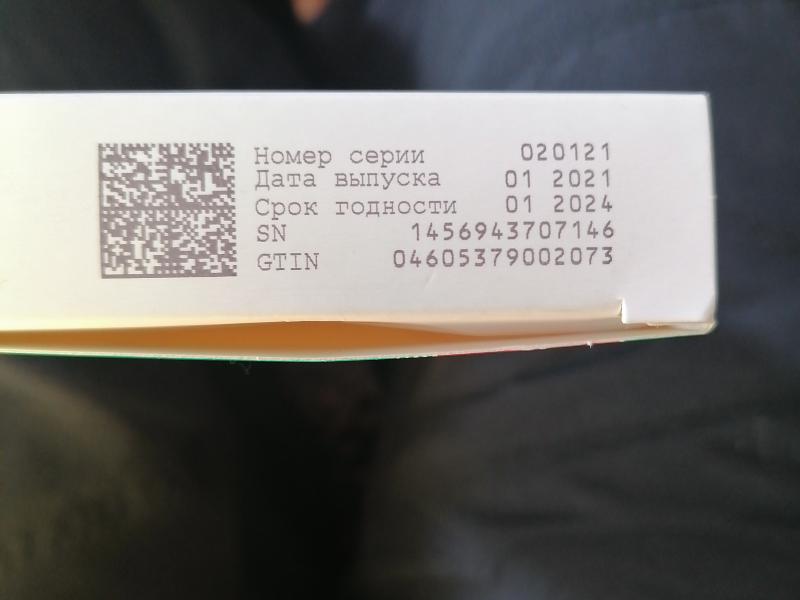 Номер серии 020121
Дата выпуска 01 2021
Срок годности 01 2024
SN 1456943707146
GTIN 04605379002073